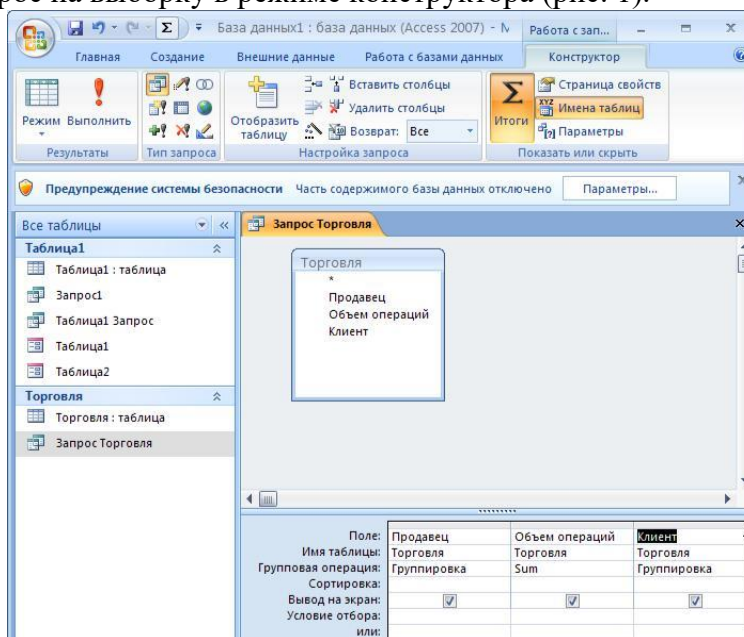 прос на выборку в режиме конструктора (рис. 1).
База данных1 : база данных (Access 2007) - М
Работа с зап...
Главная Создание Внешние данные Работа с базами данных Конструктор
Режим Выполнить
Результаты
Тип запроса
Отобразить таблицу
Вставить столбцы
Удалить столбцы
Возврат: Все
Настройка запроса
Итоги
Страница свойств
Имена таблиц
Параметры
Показать или скрыть
Предупреждение системы безопасности Часть содержимого базы данных отключено Параметры...
Все таблицы
Таблица1
Таблица1 : таблица
Запрос1
Таблица1 Запрос
Таблица1
Таблица2
Торговля
Торговля : таблица
Запрос Торговля
Запрос Торговля
Торговля
*
Продавец
Объем операций
Клиент
Поле: Продавец Объем операций Клиент
Имя таблицы: Торговля Торговля Торговля
Групповая операция: Группировка Sum Группировка
Сортировка:
Вывод на экран:
Условие отбора:
или: